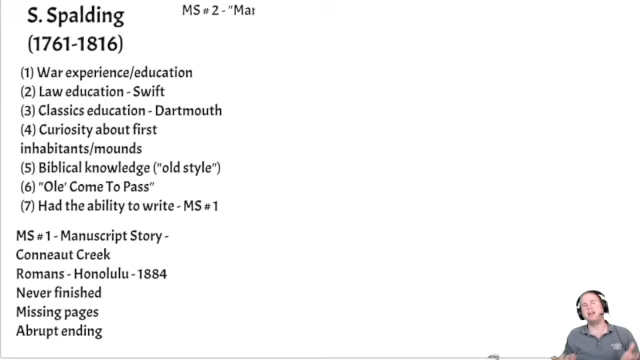 S. Spalding
(1761-1816)
MS # 2 - "Mar
(1) War experience/education
(2) Law education - Swift
(3) Classics education - Dartmouth
(4) Curiosity about first
inhabitants/mounds
(5) Biblical knowledge ("old style")
(6) "Ole' Come To Pass"
(7) Had the ability to write - MS # 1
MS # 1 - Manuscript Story -
Conneaut Creek
Romans - Honolulu - 1884
Never finished
Missing pages
Abrupt ending